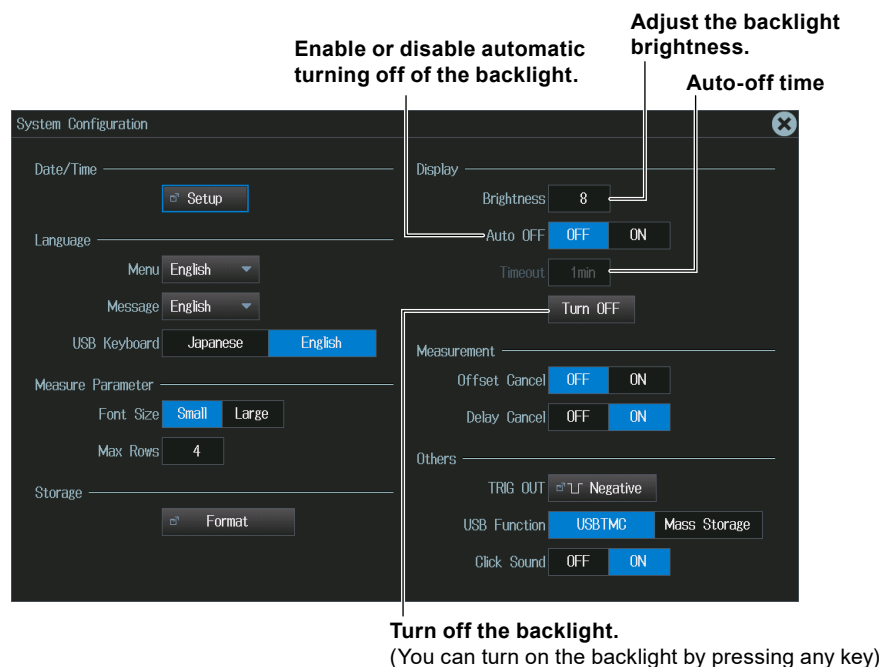 Adjust the backlight
brightness.
Enable or disable automatic
turning off of the backlight.
Auto-off time
System Configuration
Date/Time
Setup
Language
Menu English
Message English
USB Keyboard Japanese English
Measure Parameter
Font Size Small Large
Max Rows 4
Storage
Format
Display
Brightness 8
Auto OFF OFF ON
Timeout 1min
Turn OFF
Measurement
Offset Cancel OFF ON
Delay Cancel OFF ON
Others
TRIG OUT Negative
USB Function USBTMC Mass Storage
Click Sound OFF ON
Turn off the backlight.
(You can turn on the backlight by pressing any key)